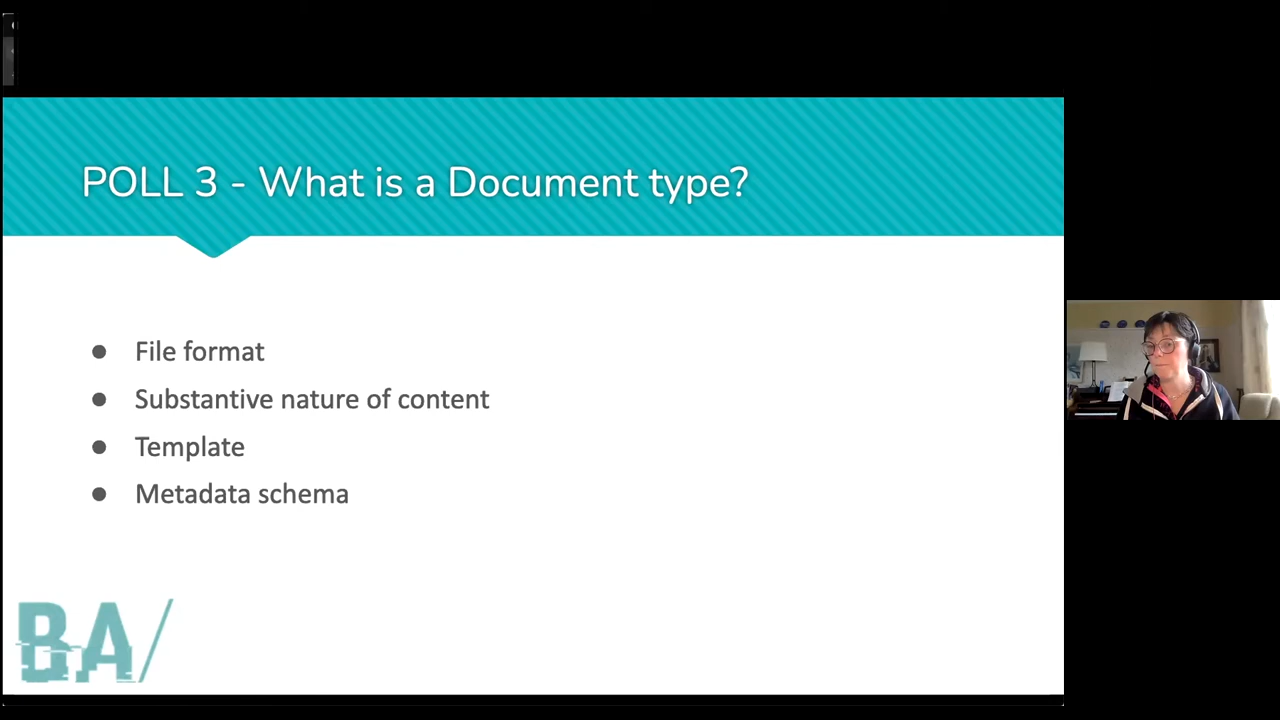 POLL 3 - What is a Document type?
● File format
● Substantive nature of content
● Template
● Metadata schema
BA/